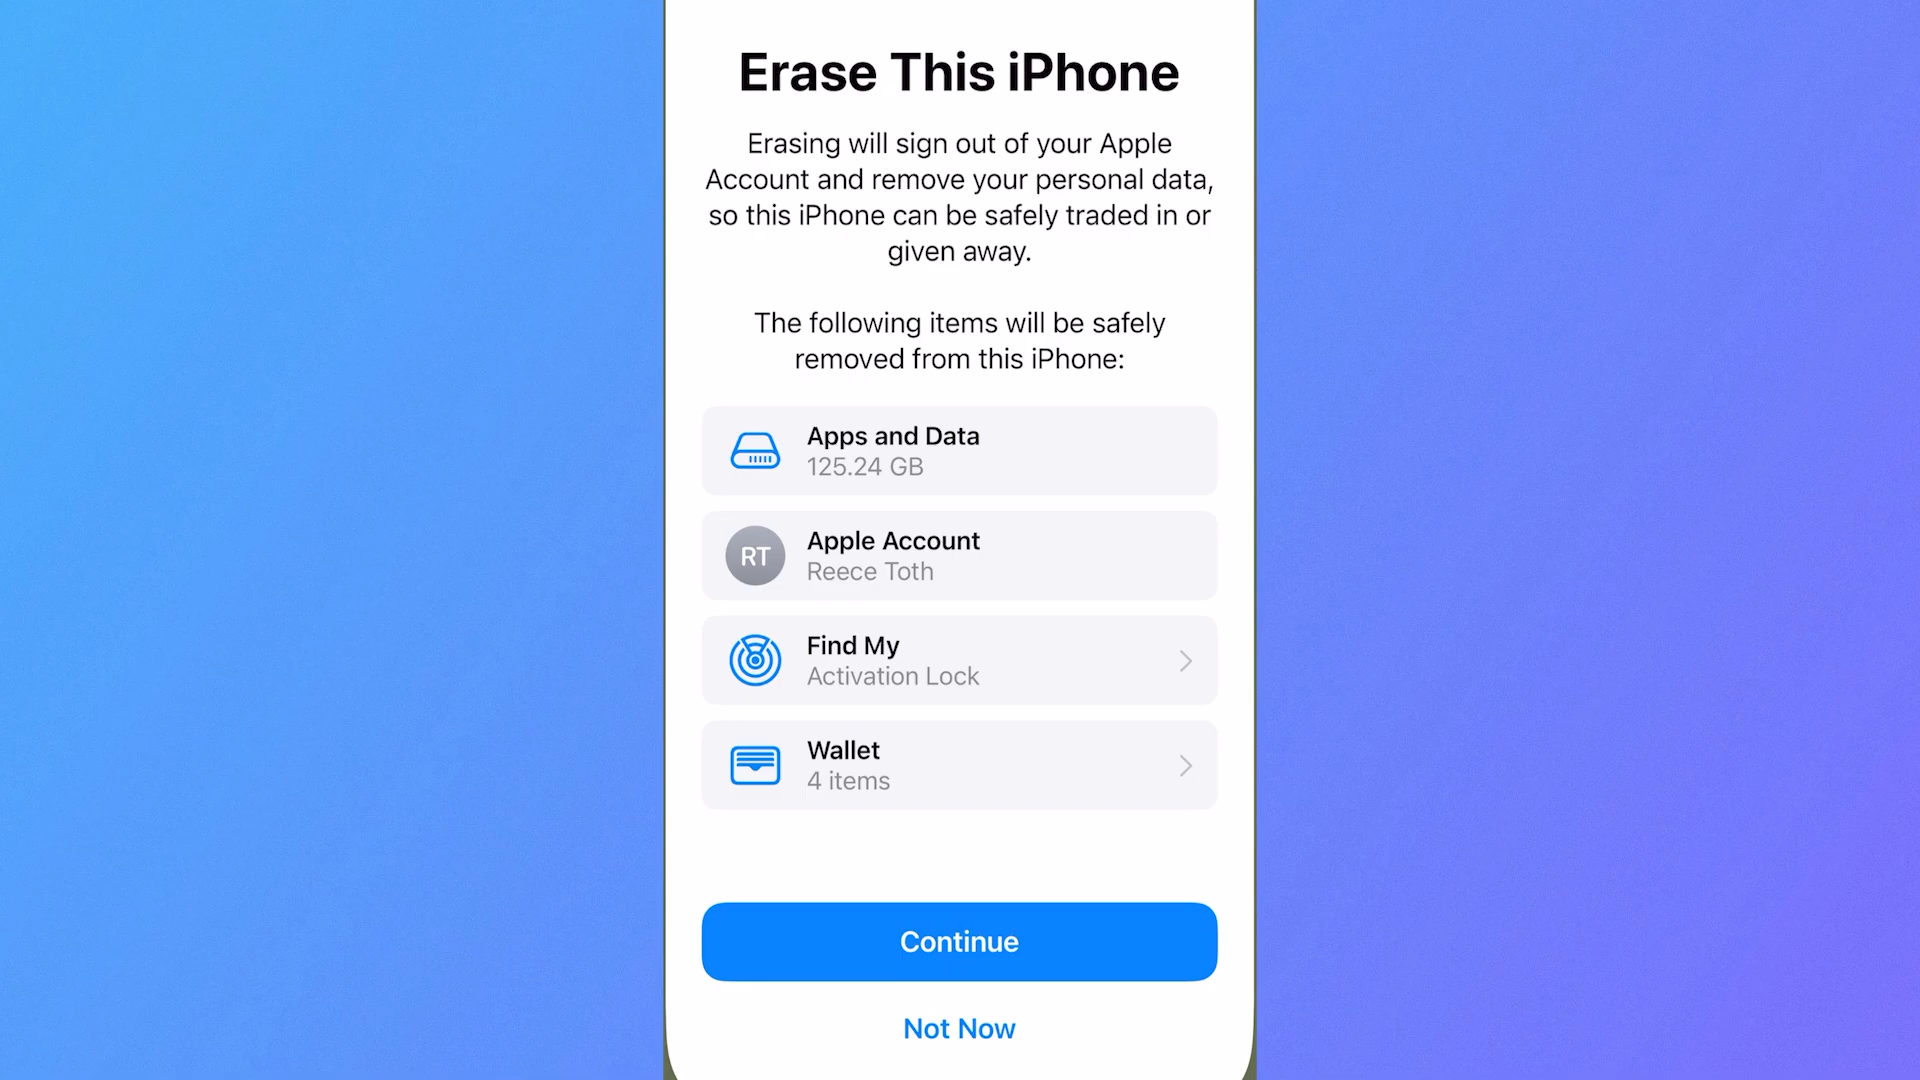 Erase This iPhone
Erasing will sign out of your Apple
Account and remove your personal data,
so this iPhone can be safely traded in or
given away.
The following items will be safely
removed from this iPhone:
Apps and Data
125.24 GB
RT
Apple Account
Reece Toth
Find My
Activation Lock
Wallet
4 items
Continue
Not Now